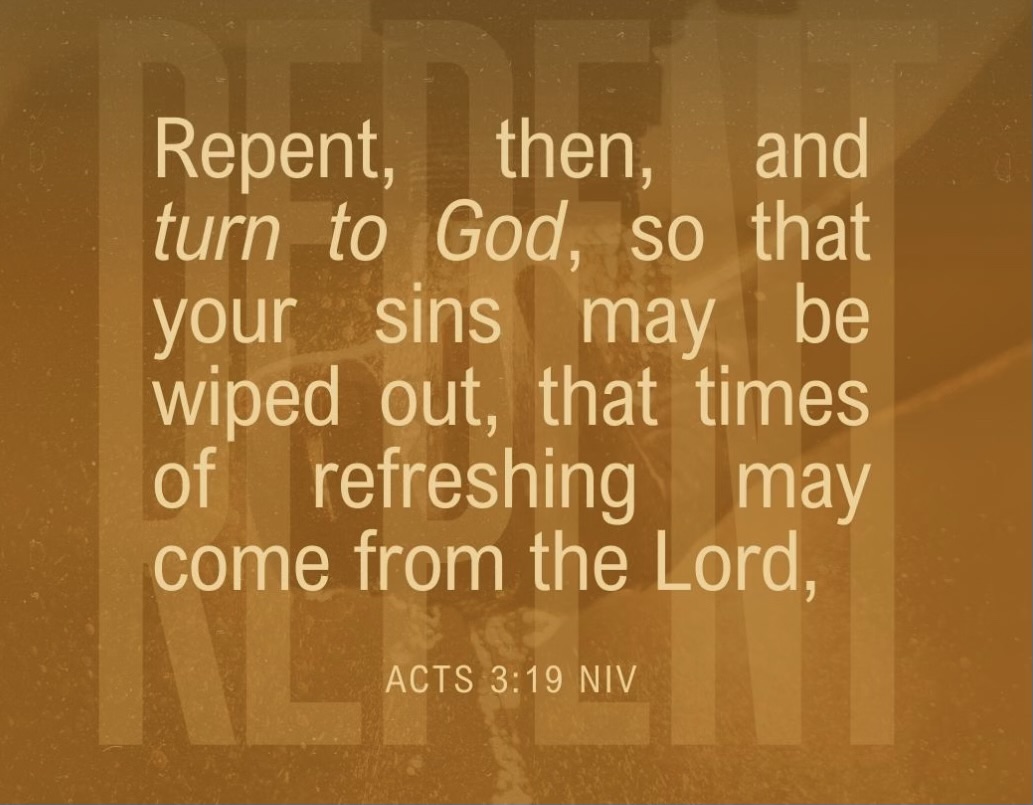 REPENT
Repent, then, and
turn to God, so that
your sins may be
wiped out, that times
of refreshing may
come from the Lord,
ACTS 3:19 NIV